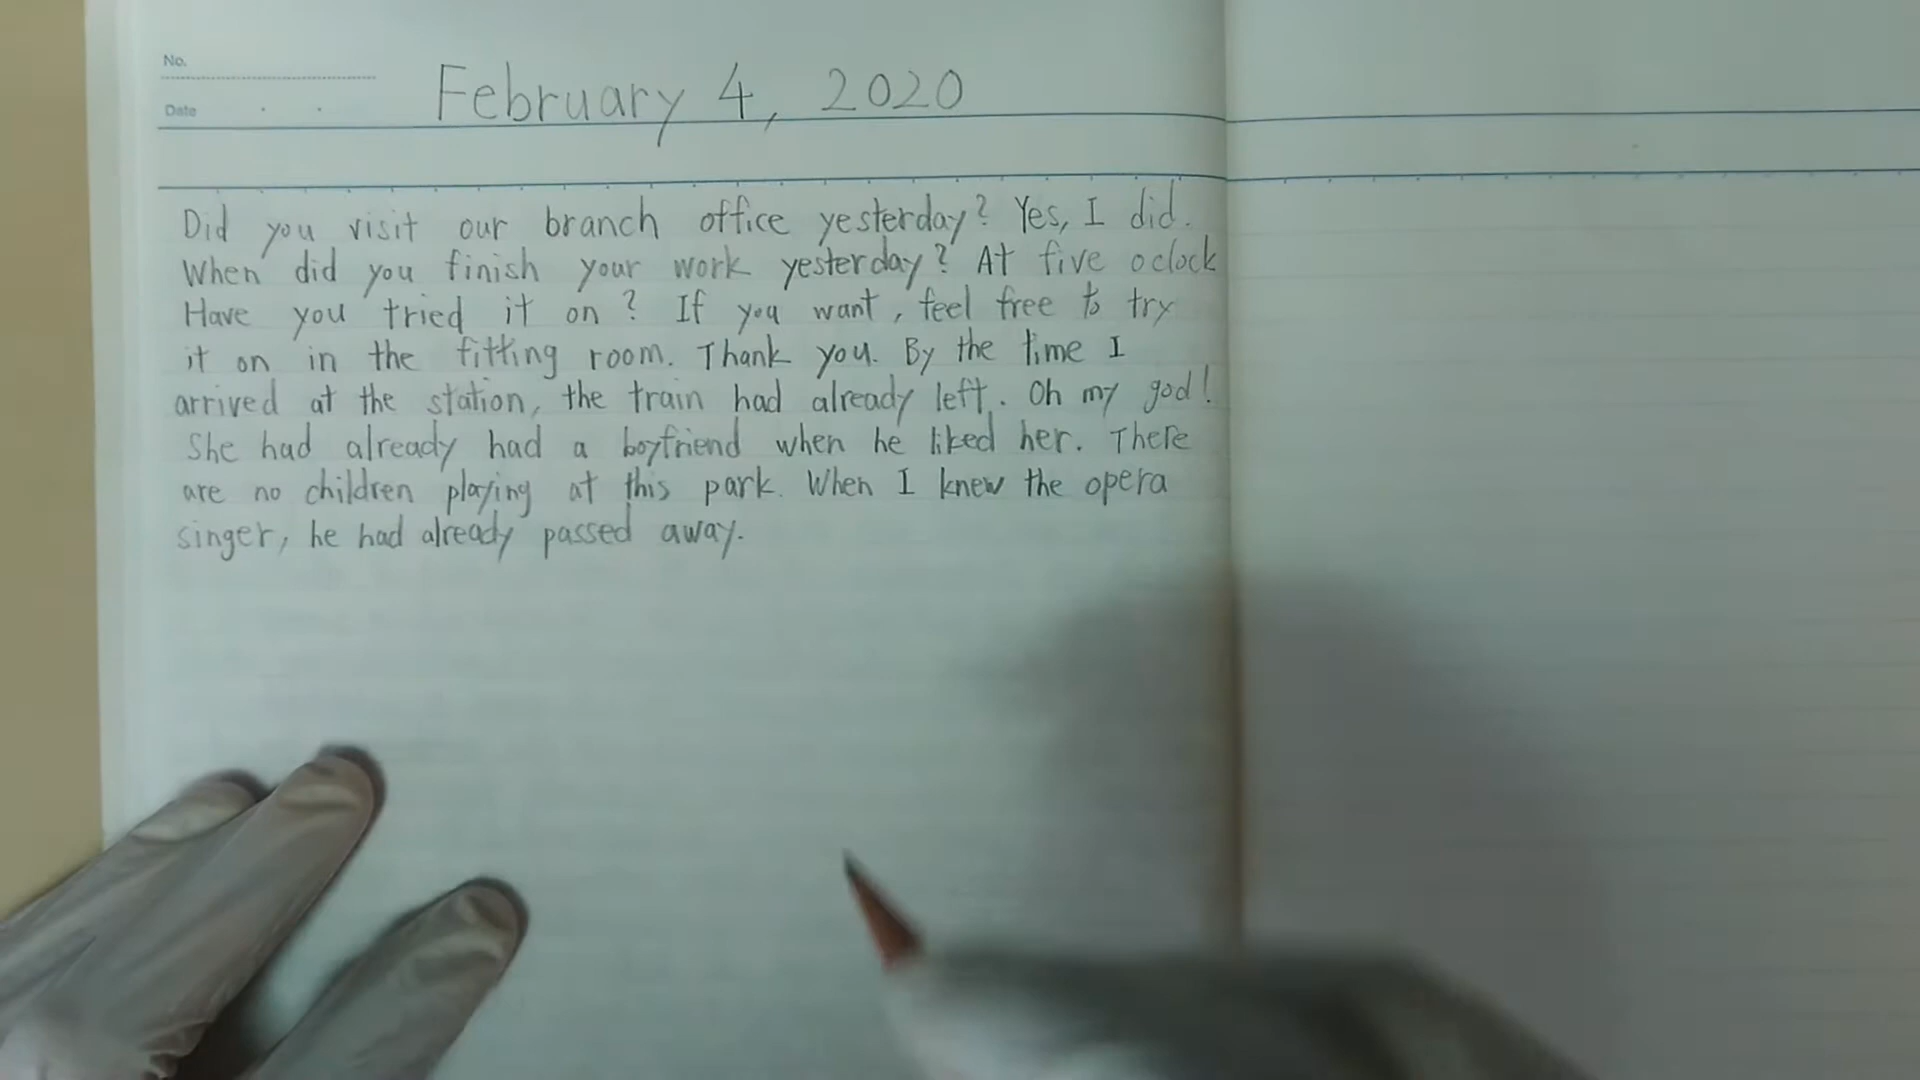 No.
Date
February 4, 2020
Did you visit our branch office yesterday? Yes, I did.
When did you finish your work yesterday? At five oclock
Have you tried it on? If you want, feel free to try
it on in the fitting room. Thank you. By the time I
arrived at the station, the train had already left. Oh my god!
She had already had a boyfriend when he liked her. There
are no children playing at this park. When I knew the opera
singer, he had already passed away.